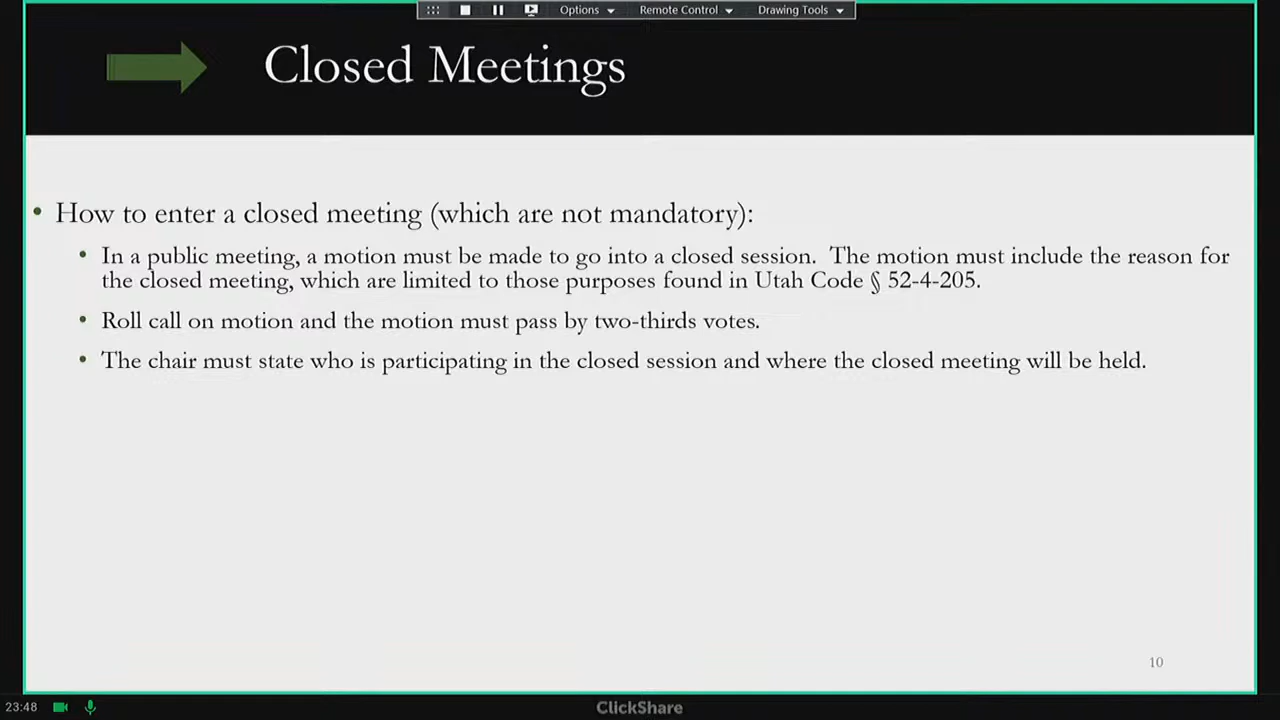 Options Remote Control Drawing Tools
Closed Meetings
• How to enter a closed meeting (which are not mandatory):
• In a public meeting, a motion must be made to go into a closed session. The motion must include the reason for
the closed meeting, which are limited to those purposes found in Utah Code § 52-4-205.
• Roll call on motion and the motion must pass by two-thirds votes.
• The chair must state who is participating in the closed session and where the closed meeting will be held.
10
23:48 ClickShare